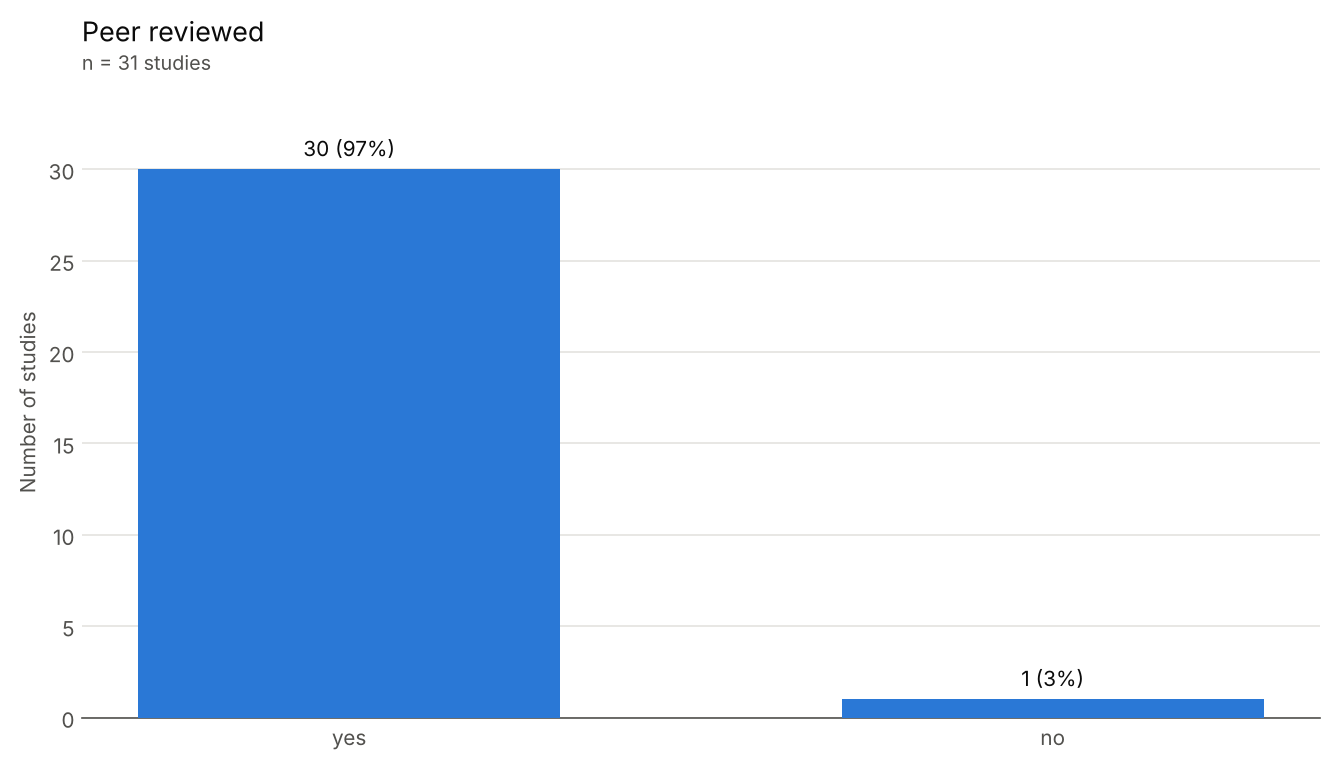 Peer reviewed
n = 31 studies
30 (97%)
30
25
20
15
10
5
0
Number of studies
1 (3%)
yes
no